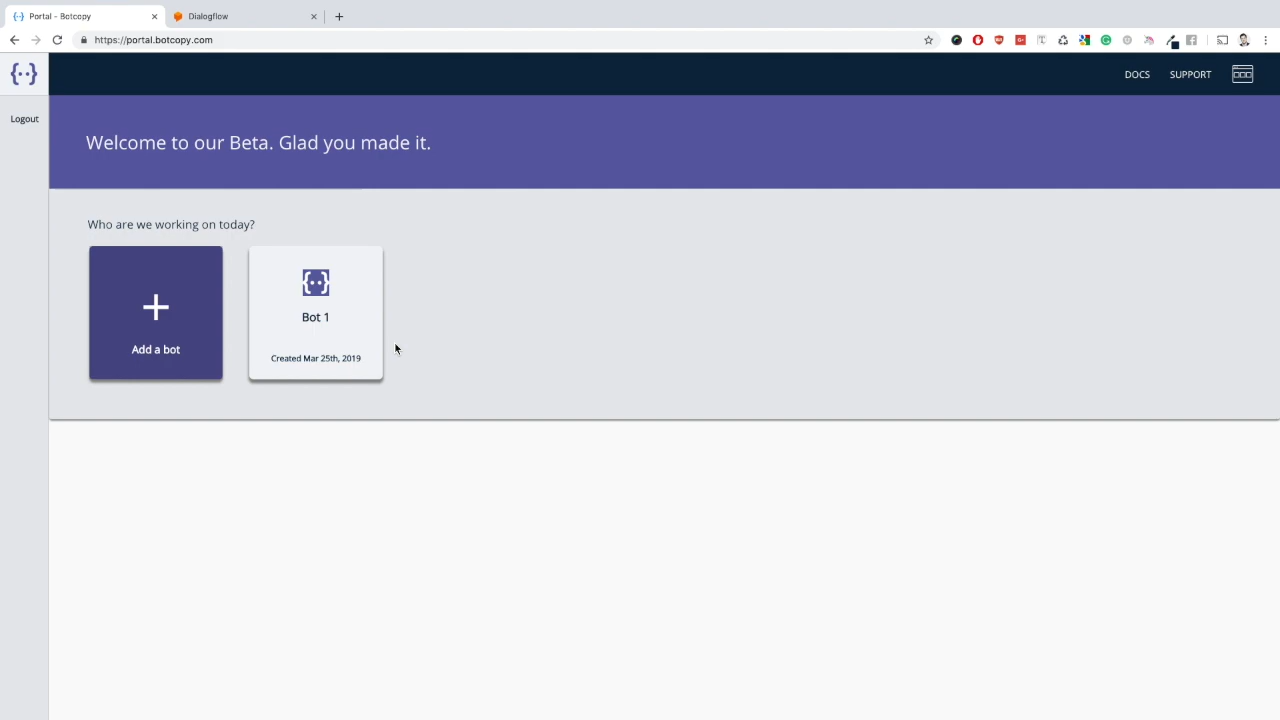 Portal - Botcopy
Dialogflow
https://portal.botcopy.com
{··}
DOCS
SUPPORT
Logout
Welcome to our Beta. Glad you made it.
Who are we working on today?
Add a bot
{··}
Bot 1
Created Mar 25th, 2019